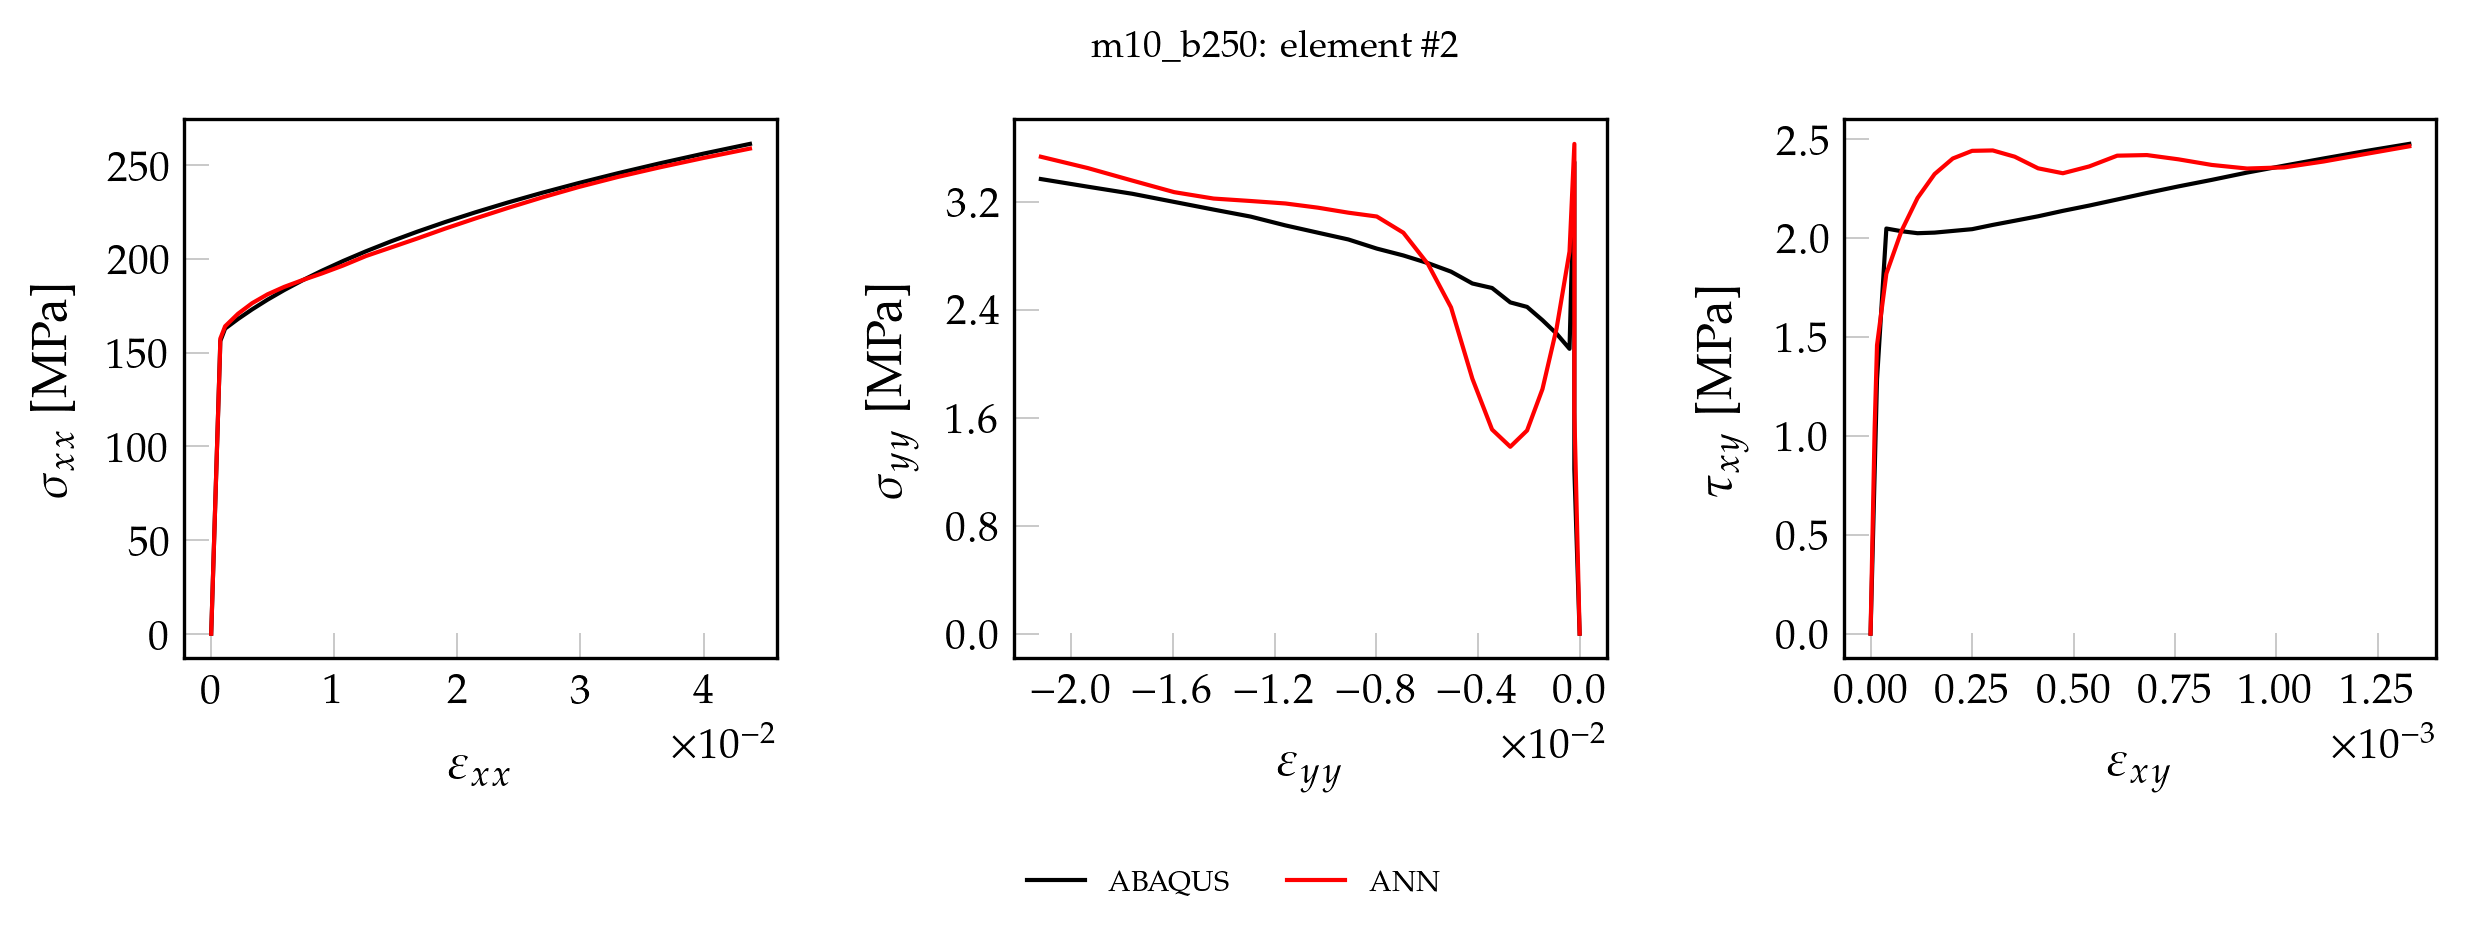 m10_b250: element #2
σxx [MPa]
250
200
150
100
50
0
0 1 2 3 4
×10−2
εxx
σyy [MPa]
3.2
2.4
1.6
0.8
0.0
−2.0 −1.6 −1.2 −0.8 −0.4 0.0
×10−2
εyy
τxy [MPa]
2.5
2.0
1.5
1.0
0.5
0.0
0.00 0.25 0.50 0.75 1.00 1.25
×10−3
εxy
ABAQUS ANN